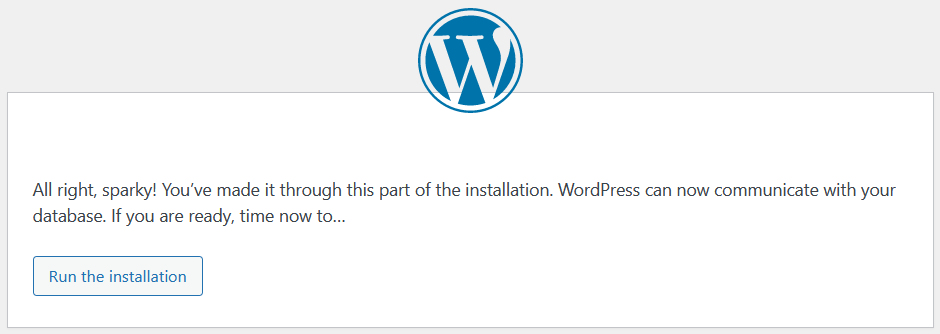 All right, sparky! You’ve made it through this part of the installation. WordPress can now communicate with your
database. If you are ready, time now to…
Run the installation